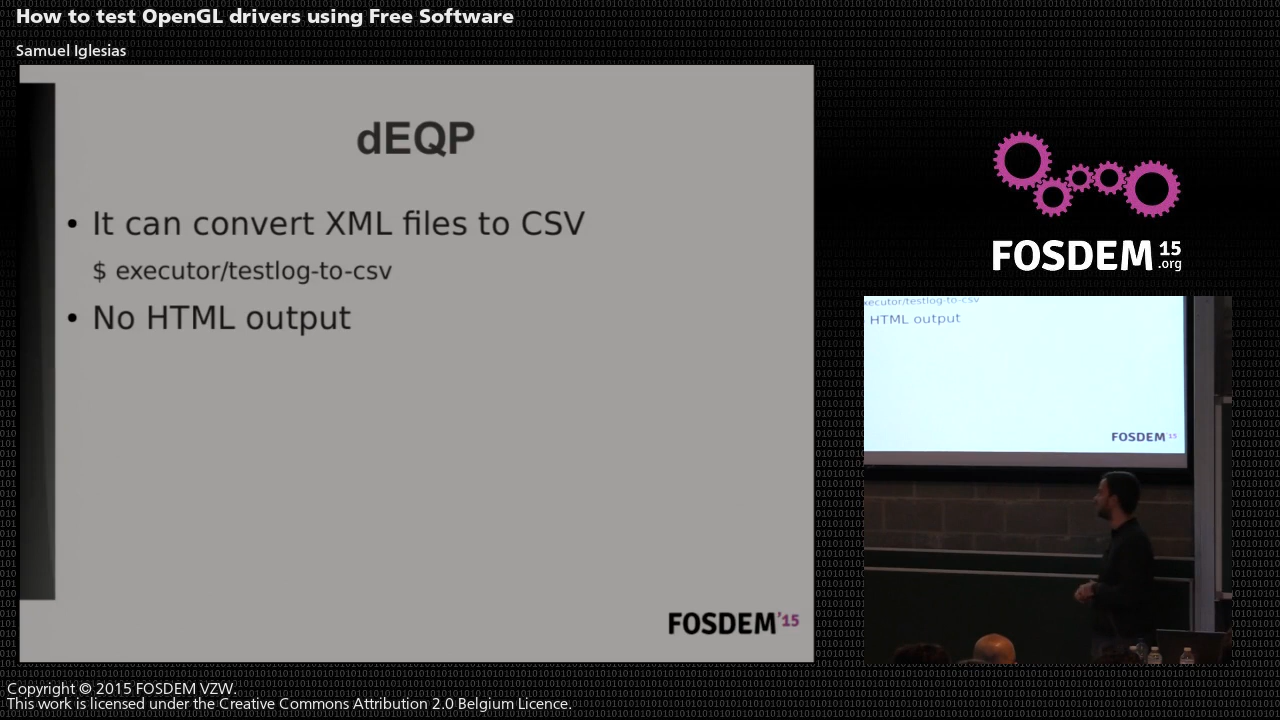 How to test OpenGL drivers using Free Software
Samuel Iglesias
dEQP
• It can convert XML files to CSV
$ executor/testlog-to-csv
• No HTML output
FOSDEM'15
FOSDEM 15
.org
xecutor/testlog-to-csv
HTML output
FOSDEM'15
Copyright © 2015 FOSDEM VZW.
This work is licensed under the Creative Commons Attribution 2.0 Belgium Licence.